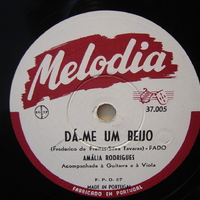 Melodia
37.005
DÁ-ME UM BEIJO
(Frederico de Freitas-Silva Tavares) - FADO
AMÁLIA RODRIGUES
Acompanhada à Guitarra e à Viola
MADE IN PORTUGAL
FABRICADO EM PORTUGAL